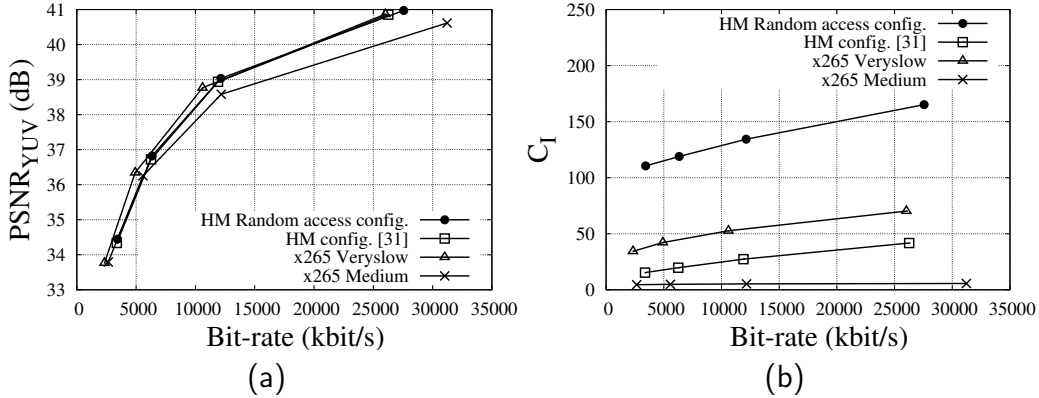 41
40
39
38
37
36
35
34
33
PSNR_YUV (dB)
HM Random access config.
HM config. [31]
x265 Veryslow
x265 Medium
0 5000 10000 15000 20000 25000 30000 35000
Bit-rate (kbit/s)
(a)
250
200
150
100
50
0
C_I
HM Random access config.
HM config. [31]
x265 Veryslow
x265 Medium
0 5000 10000 15000 20000 25000 30000 35000
Bit-rate (kbit/s)
(b)